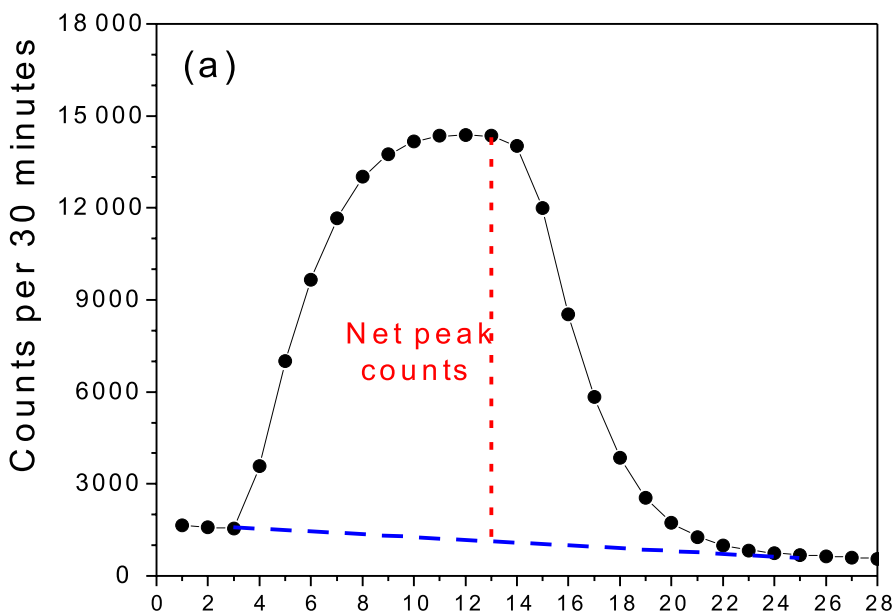 18 000
(a)
15 000
12 000
9000
6000
3000
0
Counts per 30 minutes
Net peak
counts
0 2 4 6 8 10 12 14 16 18 20 22 24 26 28